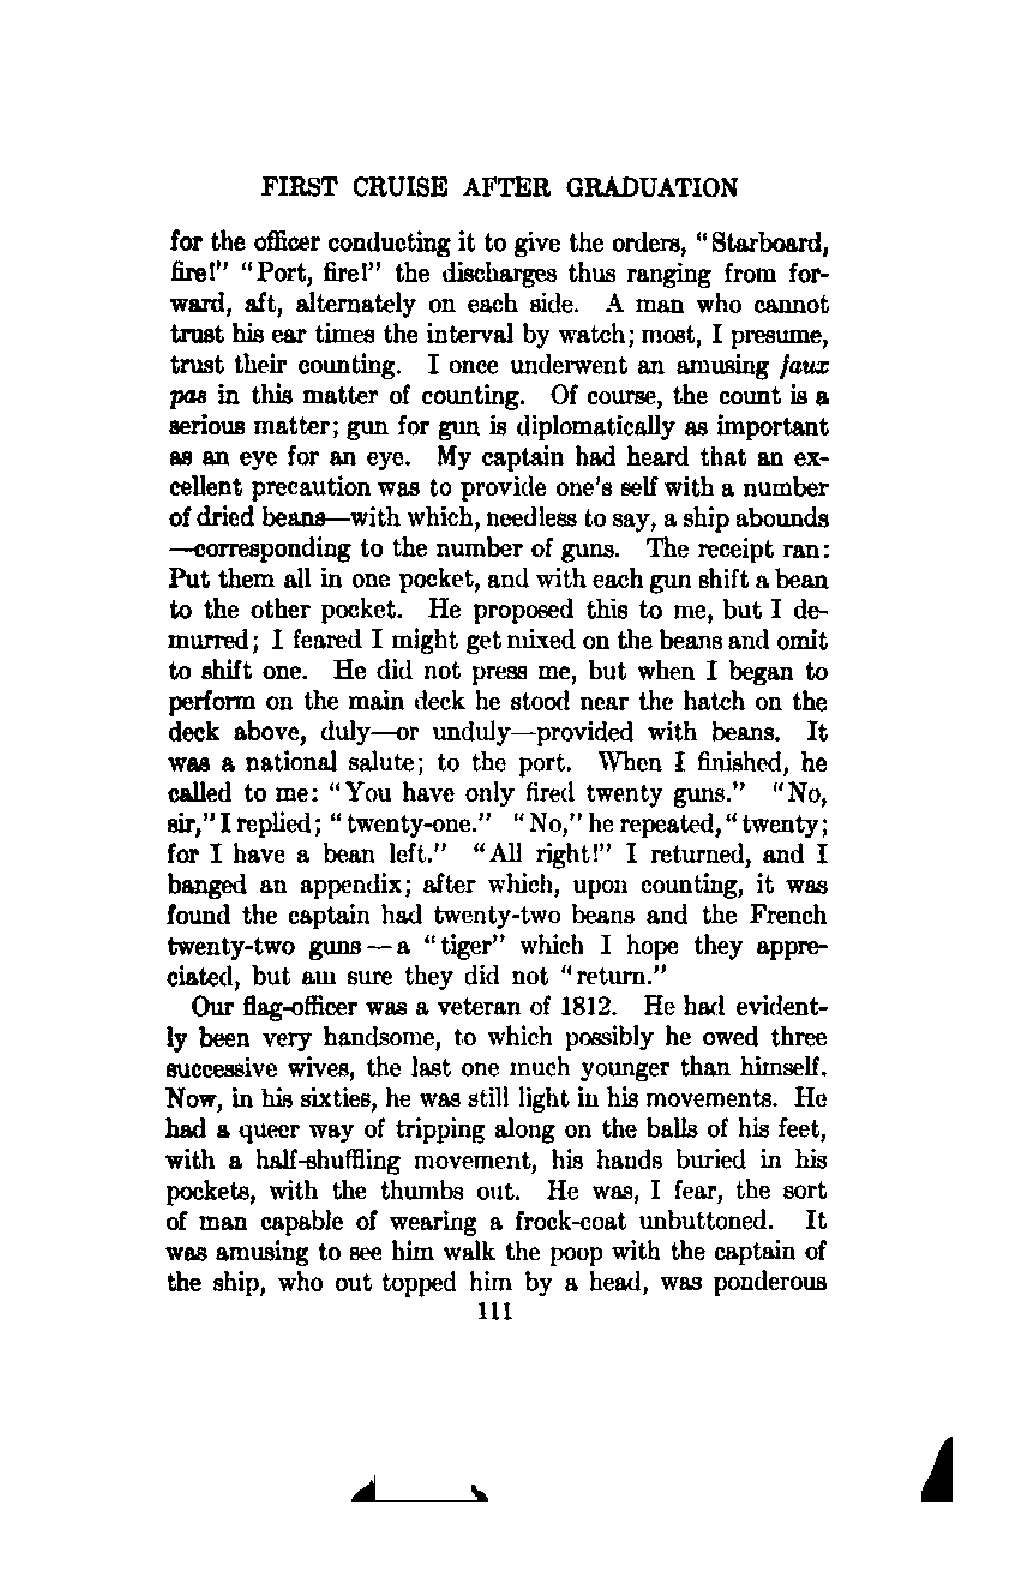 FIRST CRUISE AFTER GRADUATION
for the officer conducting it to give the orders, "Starboard,
fire!" "Port, fire!" the discharges thus ranging from for-
ward, aft, alternately on each side. A man who cannot
trust his ear times the interval by watch; most, I presume,
trust their counting. I once underwent an amusing faux
pas in this matter of counting. Of course, the count is a
serious matter; gun for gun is diplomatically as important
as an eye for an eye. My captain had heard that an ex-
cellent precaution was to provide one's self with a number
of dried beans—with which, needless to say, a ship abounds
—corresponding to the number of guns. The receipt ran:
Put them all in one pocket, and with each gun shift a bean
to the other pocket. He proposed this to me, but I de-
murred; I feared I might get mixed on the beans and omit
to shift one. He did not press me, but when I began to
perform on the main deck he stood near the hatch on the
deck above, duly—or unduly—provided with beans. It
was a national salute; to the port. When I finished, he
called to me: "You have only fired twenty guns." "No,
sir," I replied; "twenty-one." "No," he repeated, "twenty;
for I have a bean left." "All right!" I returned, and I
banged an appendix; after which, upon counting, it was
found the captain had twenty-two beans and the French
twenty-two guns—a "tiger" which I hope they appre-
ciated, but am sure they did not "return."
Our flag-officer was a veteran of 1812. He had evident-
ly been very handsome, to which possibly he owed three
successive wives, the last one much younger than himself.
Now, in his sixties, he was still light in his movements. He
had a queer way of tripping along on the balls of his feet,
with a half-shuffling movement, his hands buried in his
pockets, with the thumbs out. He was, I fear, the sort
of man capable of wearing a frock-coat unbuttoned. It
was amusing to see him walk the poop with the captain of
the ship, who out topped him by a head, was ponderous
111